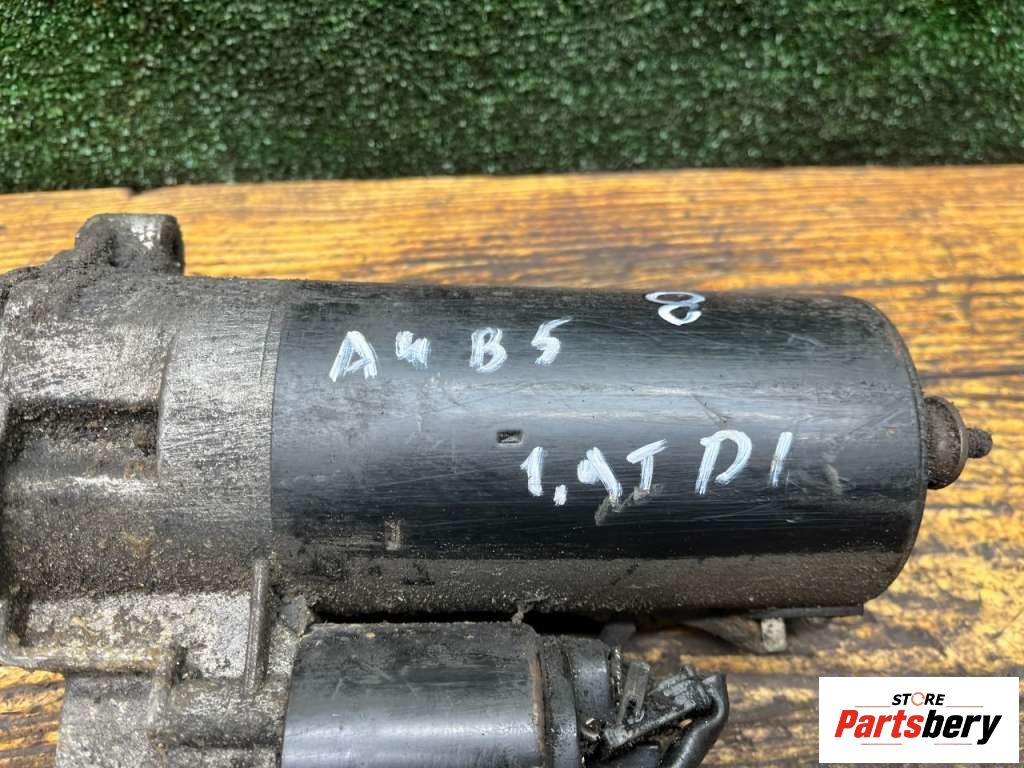 8
A4 B5
1.9TDI
STORE
Partsbery